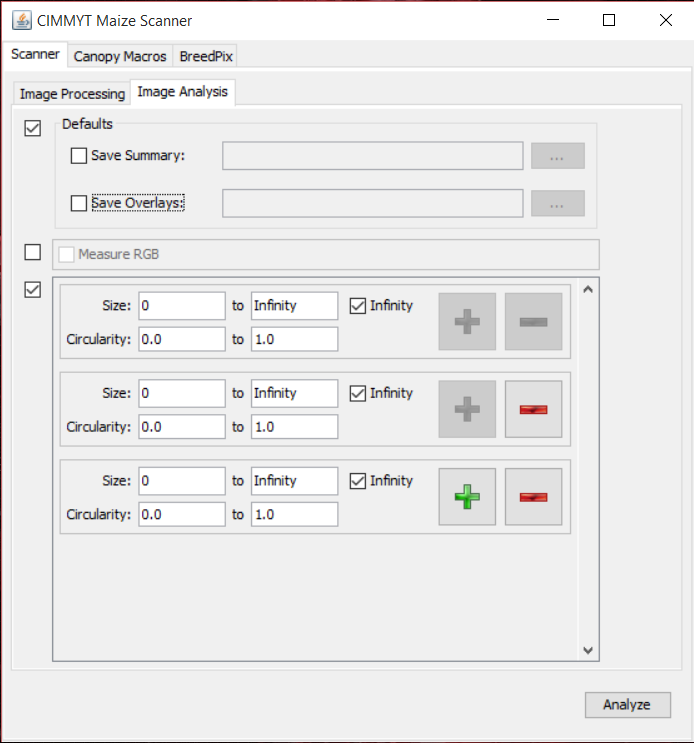 CIMMYT Maize Scanner
Scanner Canopy Macros BreedPix
Image Processing Image Analysis
Defaults
Save Summary: ...
Save Overlays: ...
Measure RGB
Size: 0 to Infinity Infinity
Circularity: 0.0 to 1.0
Size: 0 to Infinity Infinity
Circularity: 0.0 to 1.0
Size: 0 to Infinity Infinity
Circularity: 0.0 to 1.0
Analyze